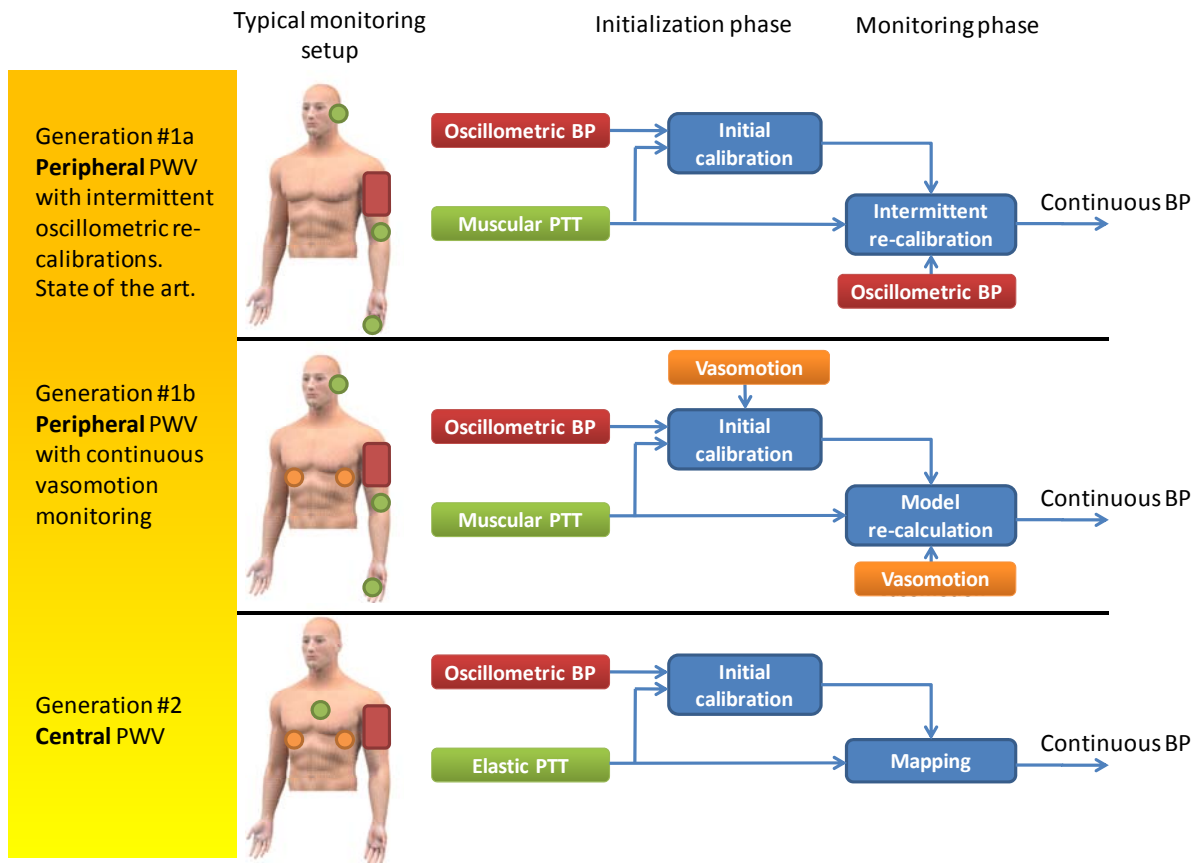 Typical monitoring
setup
Initialization phase
Monitoring phase
Generation #1a
Peripheral PWV
with intermittent
oscillometric re-
calibrations.
State of the art.
Oscillometric BP
Initial
calibration
Muscular PTT
Intermittent
re-calibration
Continuous BP
Oscillometric BP
Generation #1b
Peripheral PWV
with continuous
vasomotion
monitoring
Vasomotion
Oscillometric BP
Initial
calibration
Muscular PTT
Model
re-calculation
Continuous BP
Vasomotion
Generation #2
Central PWV
Oscillometric BP
Initial
calibration
Elastic PTT
Mapping
Continuous BP